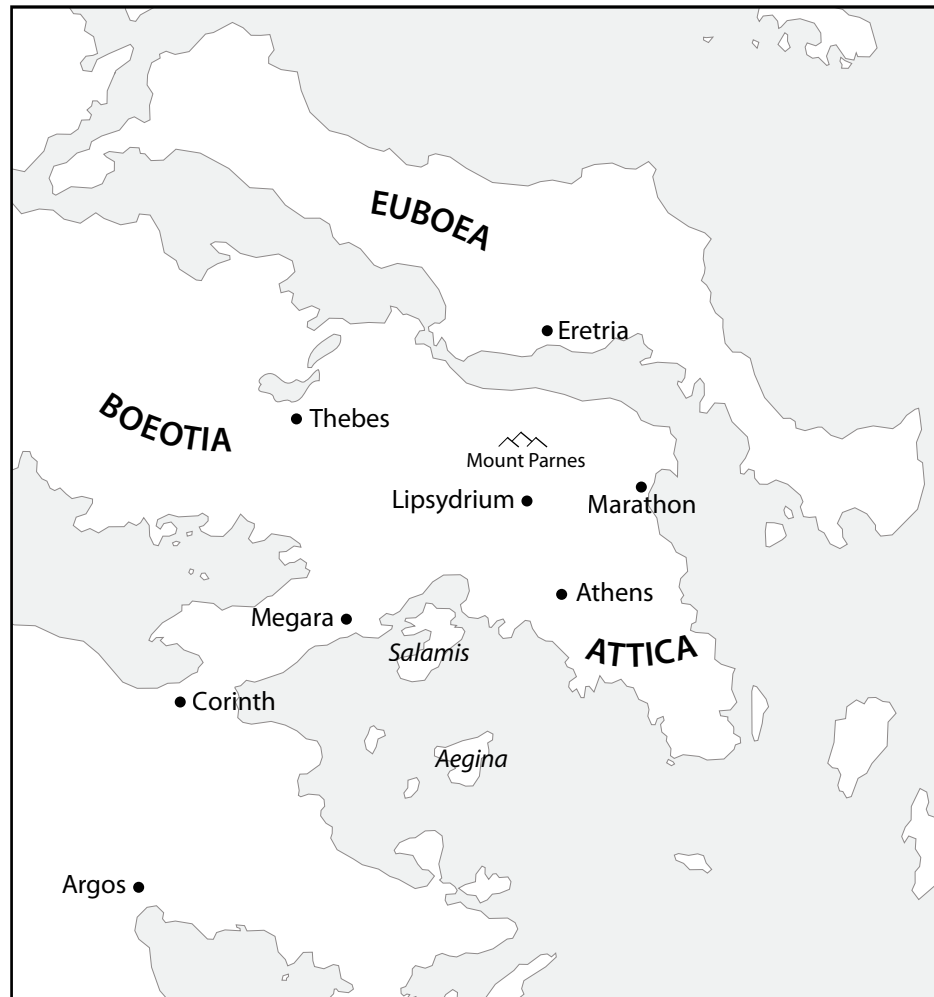 EUBOEA
Eretria
BOEOTIA
Thebes
Mount Parnes
Lipsydrium
Marathon
Athens
Megara
ATTICA
Salamis
Corinth
Aegina
Argos